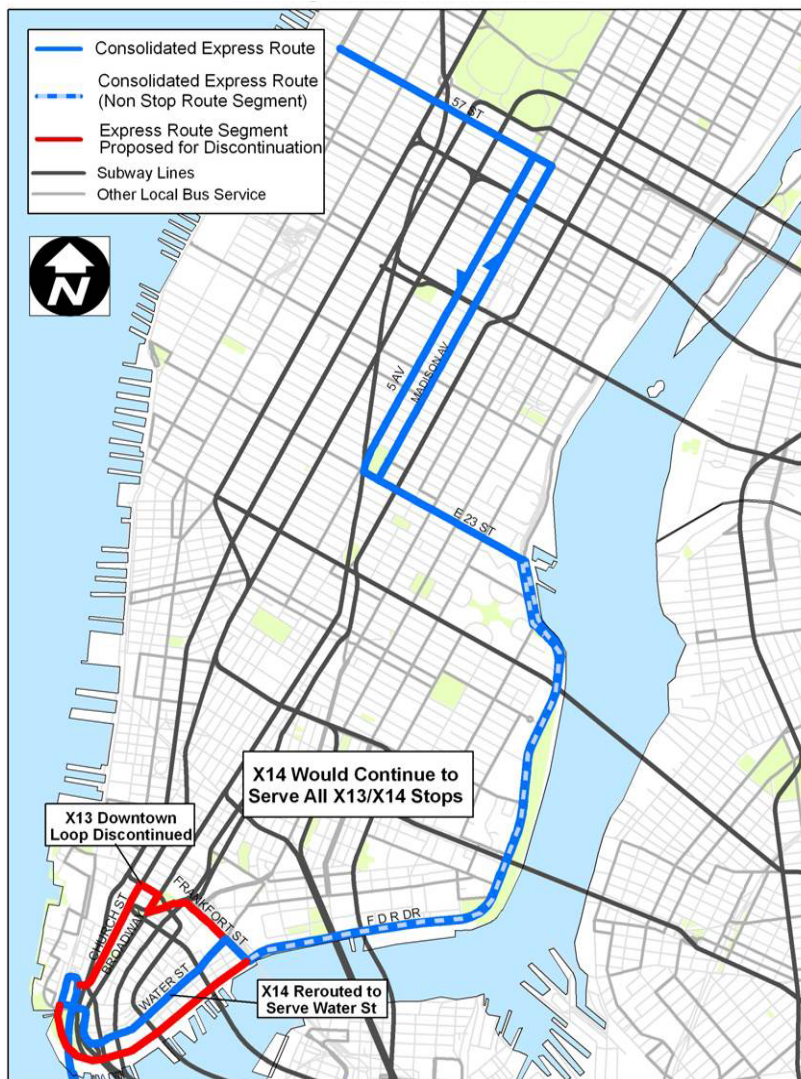 Consolidated Express Route
Consolidated Express Route
(Non Stop Route Segment)
Express Route Segment
Proposed for Discontinuation
Subway Lines
Other Local Bus Service
N
57 ST
5 AV
MADISON AV
E 23 ST
X14 Would Continue to
Serve All X13/X14 Stops
X13 Downtown
Loop Discontinued
FRANKFORT ST
CHURCH ST
BROADWAY
F D R DR
WATER ST
X14 Rerouted to
Serve Water St